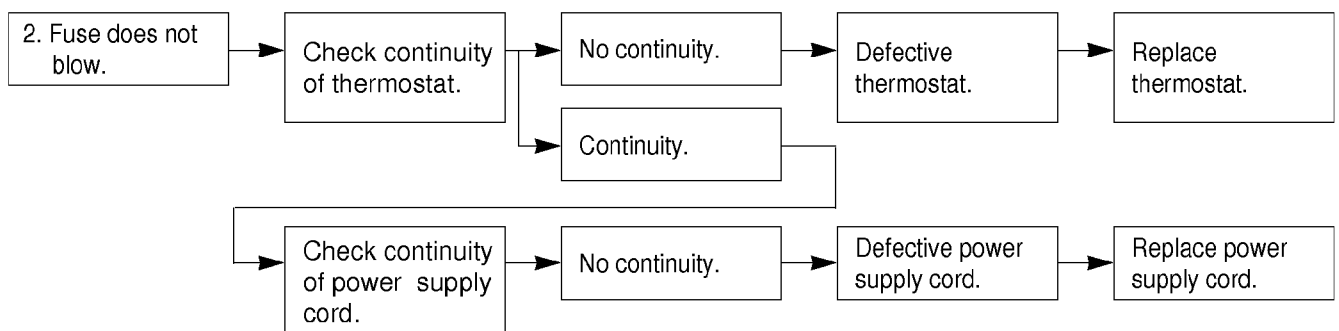 2. Fuse does not
blow.
Check continuity
of thermostat.
No continuity.
Defective
thermostat.
Replace
thermostat.
Continuity.
Check continuity
of power supply
cord.
No continuity.
Defective power
supply cord.
Replace power
supply cord.